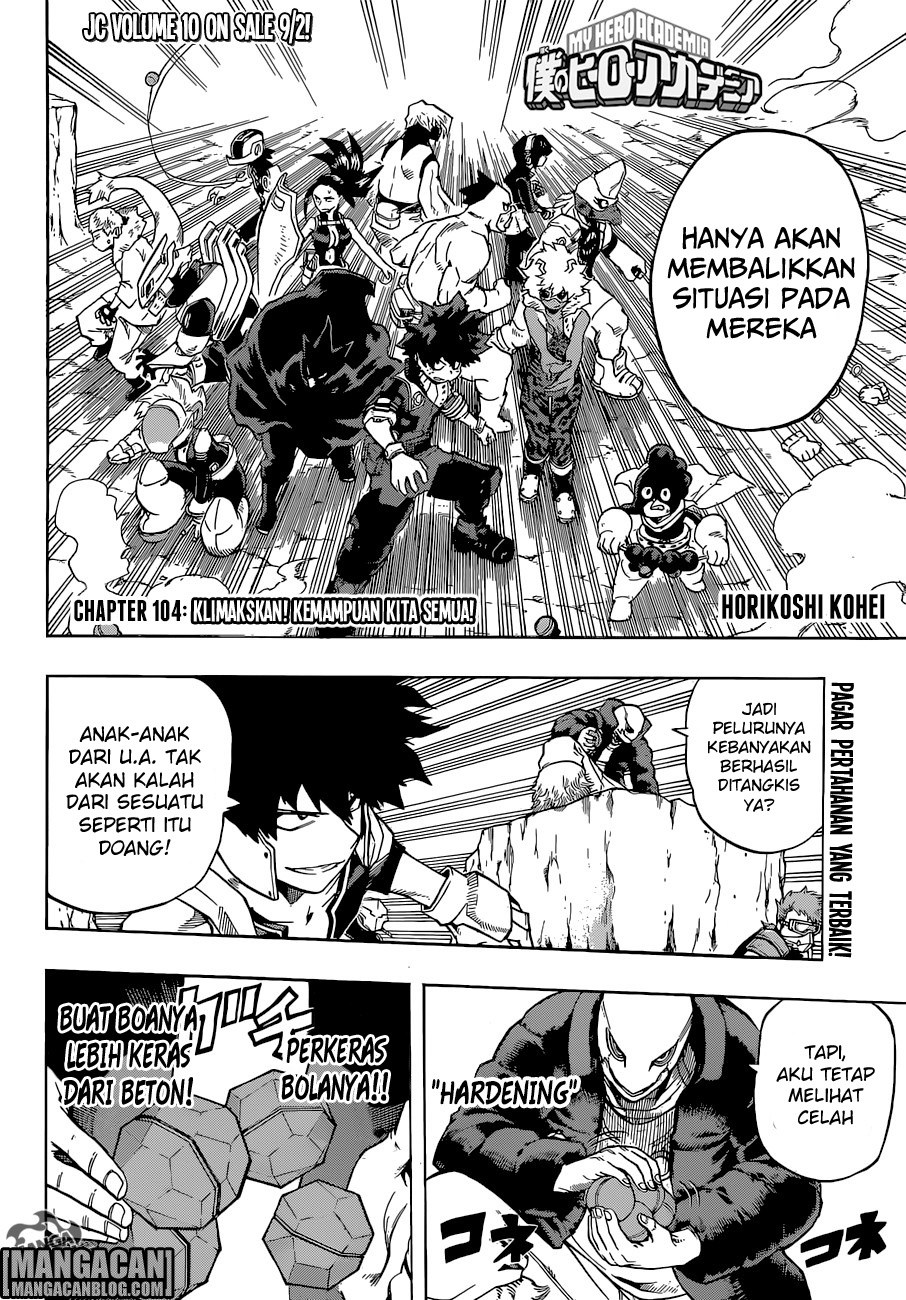 JC VOLUME 10 ON SALE 9/2!
MY HERO ACADEMIA
僕のヒーローアカデミア
HANYA AKAN
MEMBALIKKAN
SITUASI PADA
MEREKA
CHAPTER 104: KLIMAKSKAN! KEMAMPUAN KITA SEMUA!
HORIKOSHI KOHEI
PAGAR PERTAHANAN YANG TERBAIK!
JADI
PELURUNYA
KEBANYAKAN
BERHASIL
DITANGKIS
YA?
ANAK-ANAK
DARI U.A. TAK
AKAN KALAH
DARI SESUATU
SEPERTI ITU
DOANG!
TAPI,
AKU TETAP
MELIHAT
CELAH
"HARDENING"
コネ
コネ
PERKERAS
BOLANYA!!
BUAT BOANYA
LEBIH KERAS
DARI BETON!
MANGACAN
MANGACANBLOG.COM